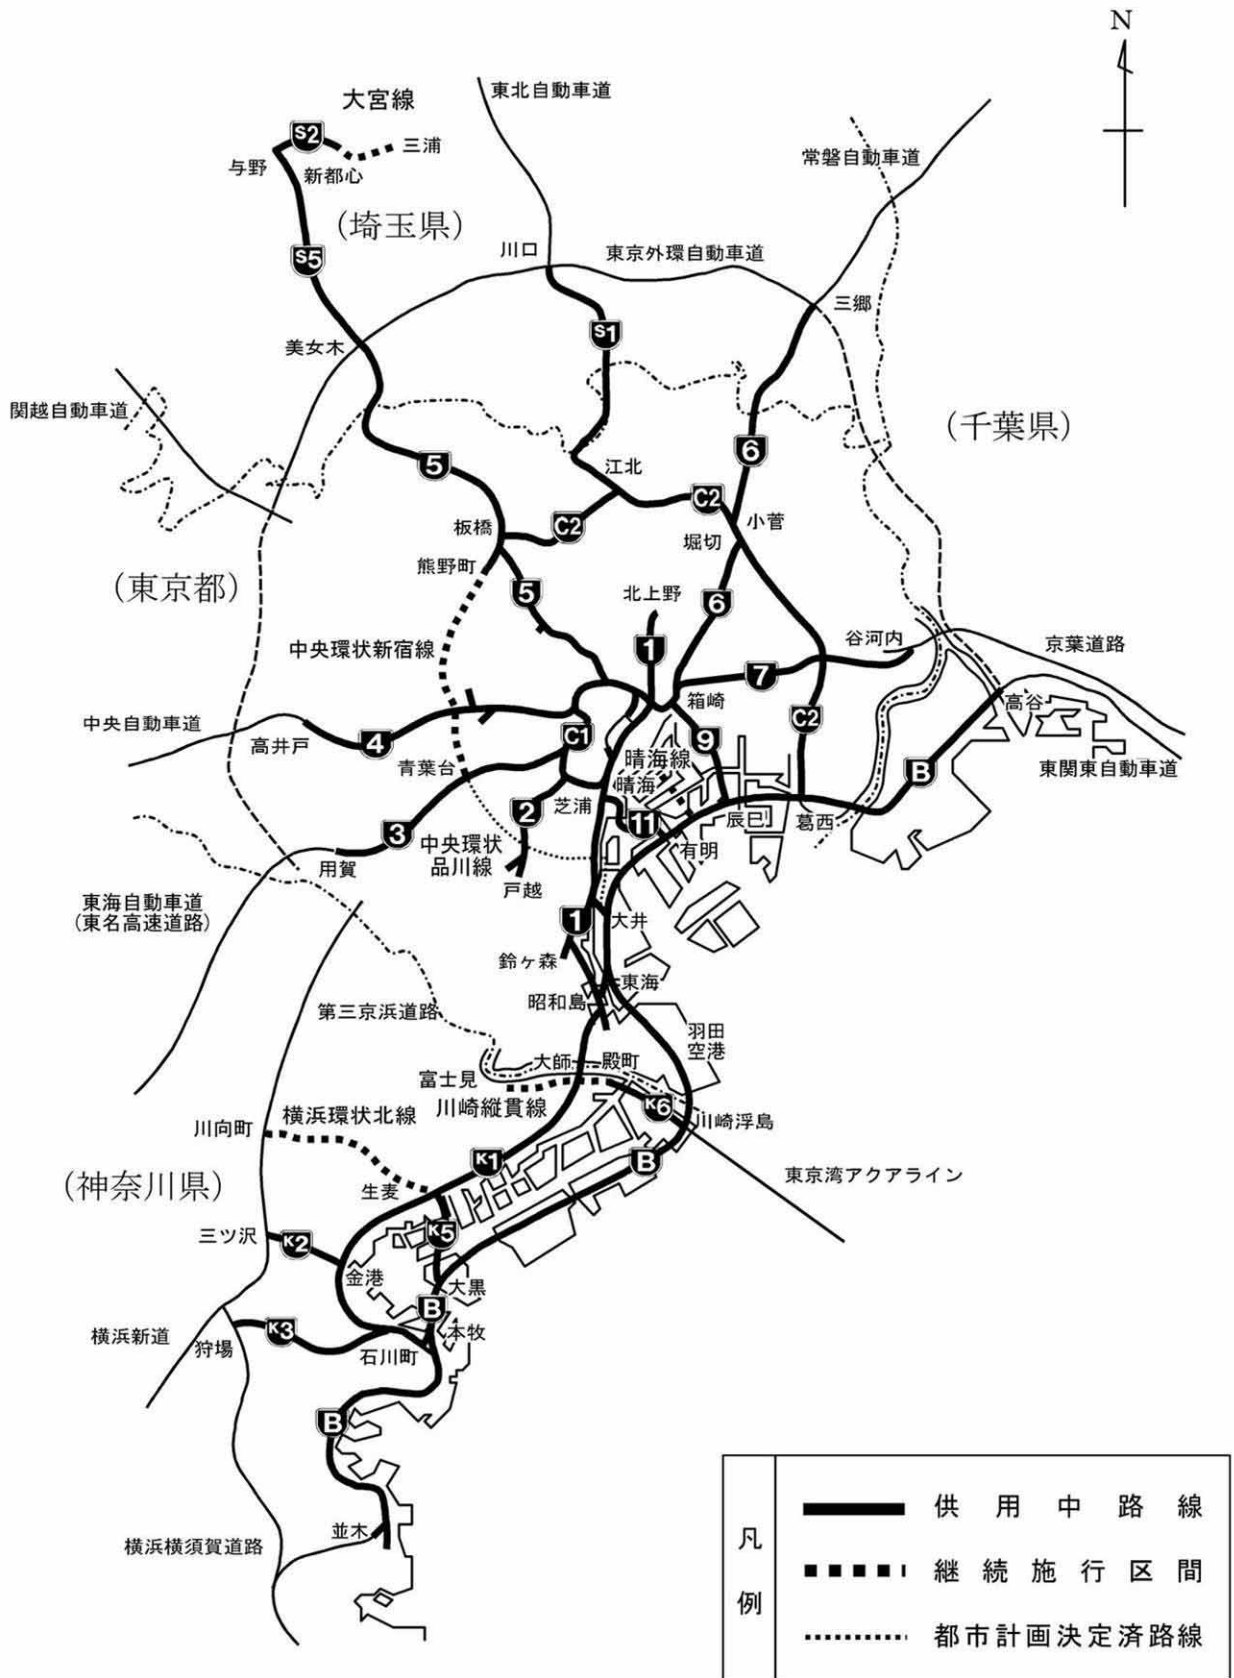 N
東北自動車道
大宮線
S2
三浦
与野
新都心
常磐自動車道
(埼玉県)
川口
東京外環自動車道
S5
三郷
S1
美女木
関越自動車道
(千葉県)
6
5
江北
C2
小菅
C2
板橋
堀切
熊野町
(東京都)
5
北上野
6
谷河内
京葉道路
中央環状新宿線
1
7
箱崎
高谷
中央自動車道
高井戸
4
C1
9
C2
晴海線
青葉台
東関東自動車道
B
晴海
芝浦
2
11
辰巳
葛西
3
中央環状
品川線
有明
用賀
戸越
東海自動車道
(東名高速道路)
1
大井
鈴ヶ森
東海
昭和島
第三京浜道路
羽田
空港
大師
殿町
富士見
川崎縦貫線
K6
川崎浮島
横浜環状北線
川向町
K1
B
東京湾アクアライン
(神奈川県)
生麦
三ツ沢
K2
K5
金港
大黒
B
横浜新道
K3
本牧
狩場
石川町
B
並木
横浜横須賀道路
凡例
供用中路線
継続施行区間
都市計画決定済路線